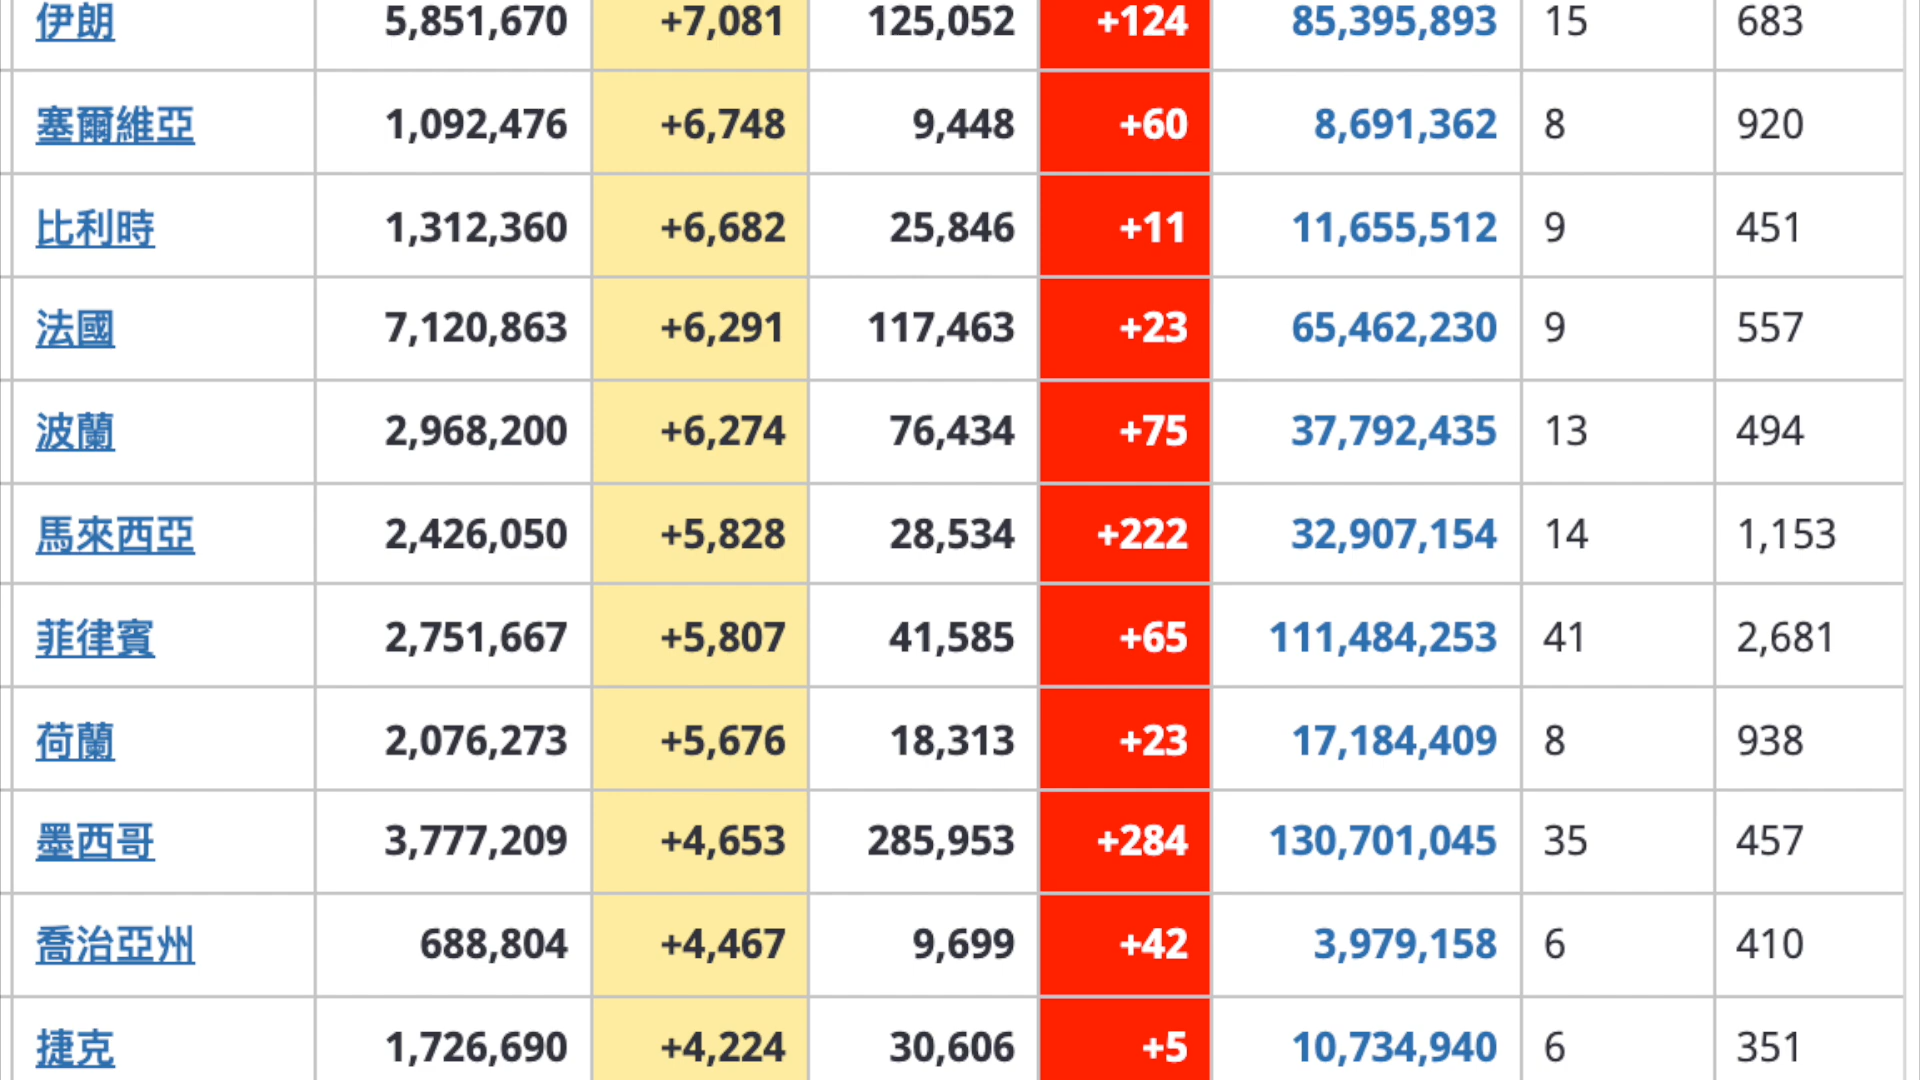 伊朗 5,851,670 +7,081 125,052 +124 85,395,893 15 683
塞爾維亞 1,092,476 +6,748 9,448 +60 8,691,362 8 920
比利時 1,312,360 +6,682 25,846 +11 11,655,512 9 451
法國 7,120,863 +6,291 117,463 +23 65,462,230 9 557
波蘭 2,968,200 +6,274 76,434 +75 37,792,435 13 494
馬來西亞 2,426,050 +5,828 28,534 +222 32,907,154 14 1,153
菲律賓 2,751,667 +5,807 41,585 +65 111,484,253 41 2,681
荷蘭 2,076,273 +5,676 18,313 +23 17,184,409 8 938
墨西哥 3,777,209 +4,653 285,953 +284 130,701,045 35 457
喬治亞州 688,804 +4,467 9,699 +42 3,979,158 6 410
捷克 1,726,690 +4,224 30,606 +5 10,734,940 6 351